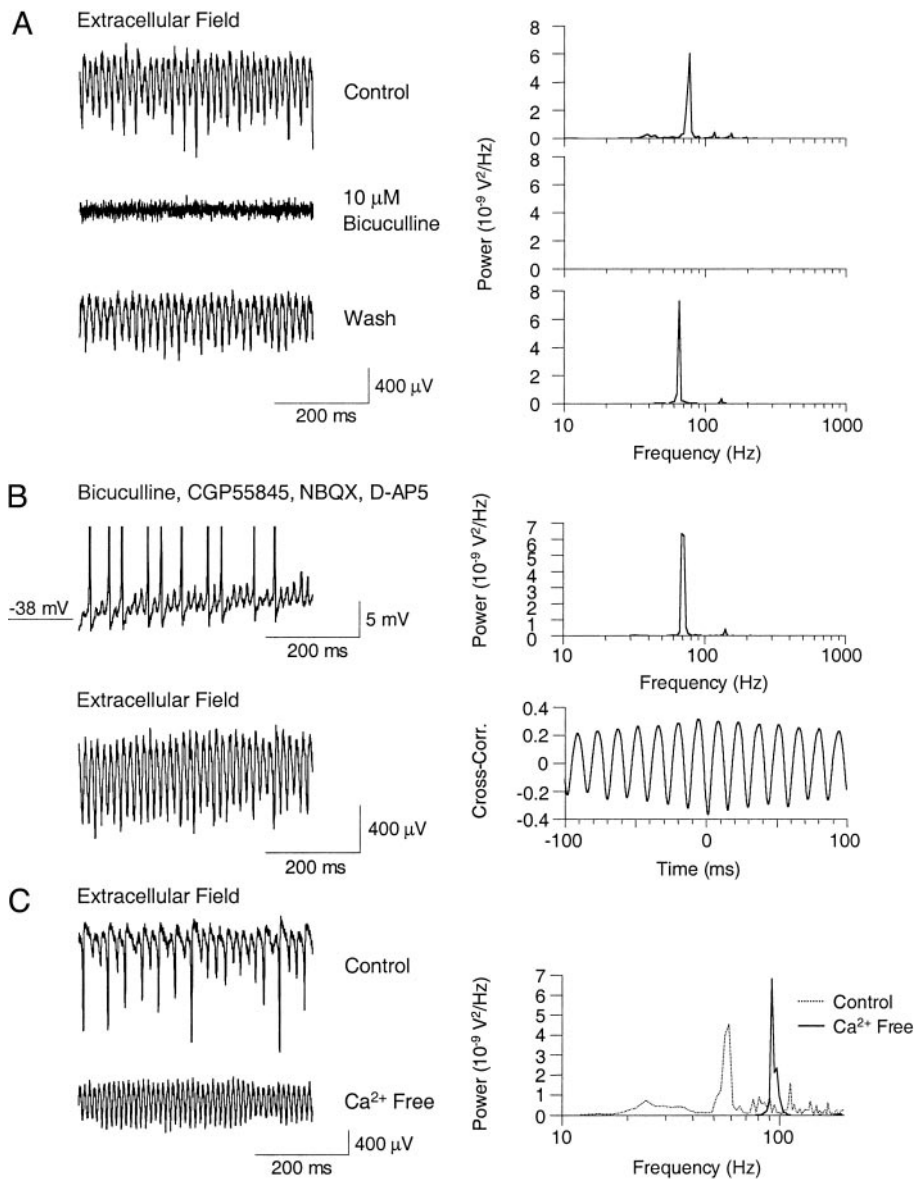 A
Extracellular Field
Control
10 μM
Bicuculline
Wash
400 μV
200 ms
8
6
4
2
0
8
6
4
2
0
8
6
4
2
0
Power (10⁻⁹ V²/Hz)
10 100 1000
Frequency (Hz)
B
Bicuculline, CGP55845, NBQX, D-AP5
-38 mV
5 mV
200 ms
7
6
5
4
3
2
1
0
Power (10⁻⁹ V²/Hz)
10 100 1000
Frequency (Hz)
Extracellular Field
400 μV
200 ms
0.4
0.2
0
-0.2
-0.4
Cross-Corr.
-100 0 100
Time (ms)
C
Extracellular Field
Control
Ca²⁺ Free
400 μV
200 ms
7
6
5
4
3
2
1
0
Power (10⁻⁹ V²/Hz)
Control
Ca²⁺ Free
10 100
Frequency (Hz)